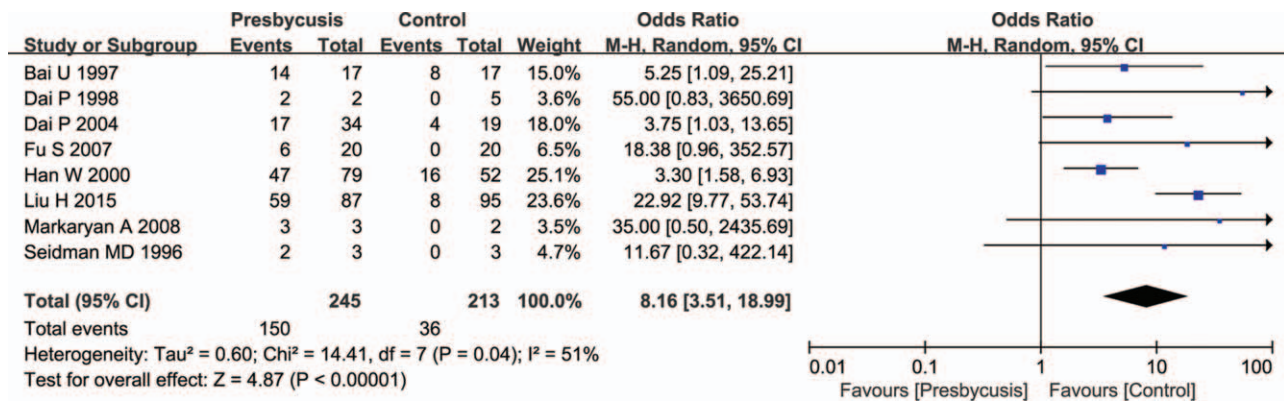 Presbycusis Control Odds Ratio Odds Ratio
Study or Subgroup Events Total Events Total Weight M-H, Random, 95% CI M-H, Random, 95% CI
Bai U 1997 14 17 8 17 15.0% 5.25 [1.09, 25.21]
Dai P 1998 2 2 0 5 3.6% 55.00 [0.83, 3650.69]
Dai P 2004 17 34 4 19 18.0% 3.75 [1.03, 13.65]
Fu S 2007 6 20 0 20 6.5% 18.38 [0.96, 352.57]
Han W 2000 47 79 16 52 25.1% 3.30 [1.58, 6.93]
Liu H 2015 59 87 8 95 23.6% 22.92 [9.77, 53.74]
Markaryan A 2008 3 3 0 2 3.5% 35.00 [0.50, 2435.69]
Seidman MD 1996 2 3 0 3 4.7% 11.67 [0.32, 422.14]
Total (95% CI) 245 213 100.0% 8.16 [3.51, 18.99]
Total events 150 36
Heterogeneity: Tau² = 0.60; Chi² = 14.41, df = 7 (P = 0.04); I² = 51%
Test for overall effect: Z = 4.87 (P < 0.00001)
0.01 0.1 1 10 100
Favours [Presbycusis] Favours [Control]